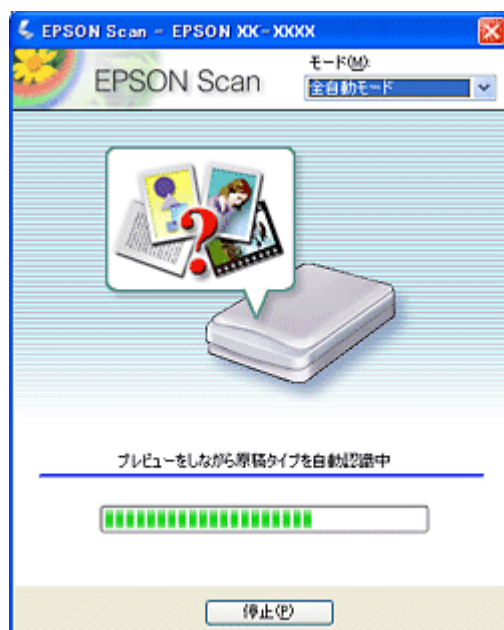 EPSON Scan - EPSON XX-XXXX
EPSON Scan
モード(M):
全自動モード
?
プレビューをしながら原稿タイプを自動認識中
停止(P)